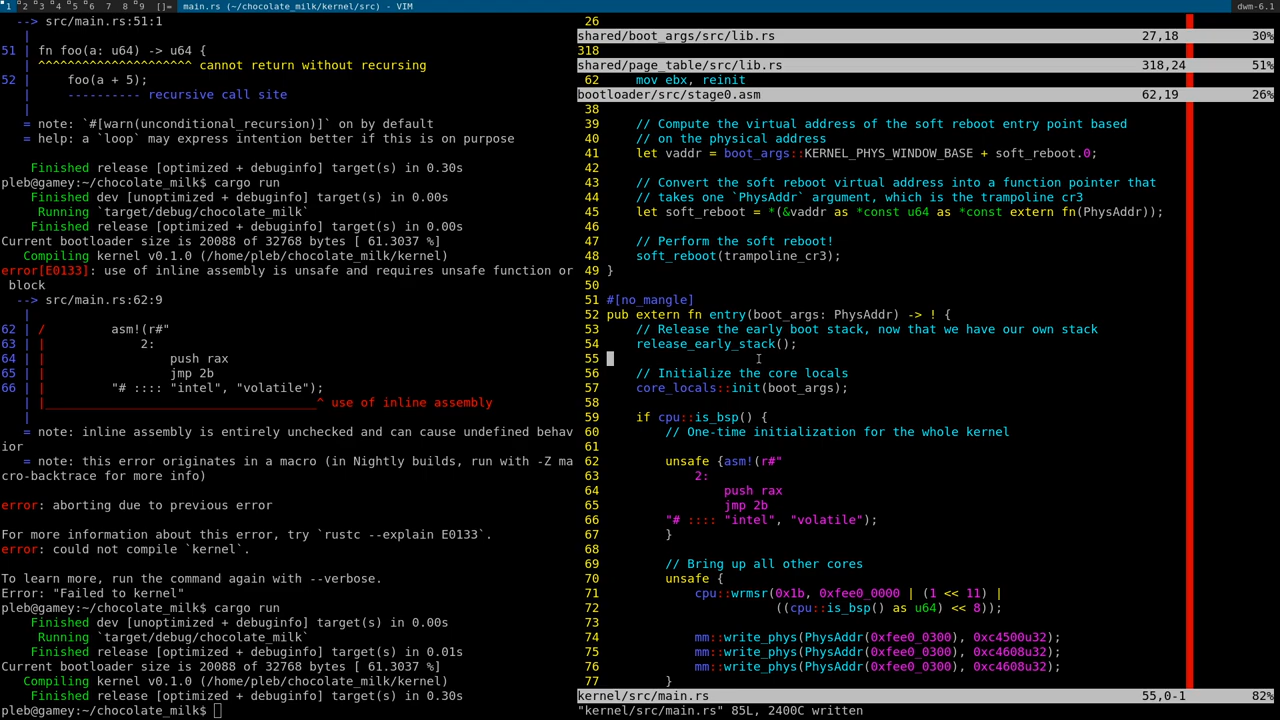 1 2 3 4 5 6 7 8 9 []= main.rs (~/chocolate_milk/kernel/src) - VIM dwm-6.1
--> src/main.rs:51:1
|
51 | fn foo(a: u64) -> u64 {
| ^^^^^^^^^^^^^^^^^^^^^ cannot return without recursing
52 | foo(a + 5);
| ---------- recursive call site
|
= note: `#[warn(unconditional_recursion)]` on by default
= help: a `loop` may express intention better if this is on purpose
Finished release [optimized + debuginfo] target(s) in 0.30s
pleb@gamey:~/chocolate_milk$ cargo run
Finished dev [unoptimized + debuginfo] target(s) in 0.00s
Running `target/debug/chocolate_milk`
Finished release [optimized + debuginfo] target(s) in 0.00s
Current bootloader size is 20088 of 32768 bytes [ 61.3037 %]
Compiling kernel v0.1.0 (/home/pleb/chocolate_milk/kernel)
error[E0133]: use of inline assembly is unsafe and requires unsafe function or
block
--> src/main.rs:62:9
|
62 | / asm!(r#"
63 | | 2:
64 | | push rax
65 | | jmp 2b
66 | | "# :::: "intel", "volatile");
| |_____________________________________^ use of inline assembly
|
= note: inline assembly is entirely unchecked and can cause undefined behav
ior
= note: this error originates in a macro (in Nightly builds, run with -Z ma
cro-backtrace for more info)
error: aborting due to previous error
For more information about this error, try `rustc --explain E0133`.
error: could not compile `kernel`.
To learn more, run the command again with --verbose.
Error: "Failed to kernel"
pleb@gamey:~/chocolate_milk$ cargo run
Finished dev [unoptimized + debuginfo] target(s) in 0.00s
Running `target/debug/chocolate_milk`
Finished release [optimized + debuginfo] target(s) in 0.01s
Current bootloader size is 20088 of 32768 bytes [ 61.3037 %]
Compiling kernel v0.1.0 (/home/pleb/chocolate_milk/kernel)
Finished release [optimized + debuginfo] target(s) in 0.30s
pleb@gamey:~/chocolate_milk$
26
shared/boot_args/src/lib.rs 27,18 30%
318
shared/page_table/src/lib.rs 318,24 51%
62 mov ebx, reinit
bootloader/src/stage0.asm 62,19 26%
38
39 // Compute the virtual address of the soft reboot entry point based
40 // on the physical address
41 let vaddr = boot_args::KERNEL_PHYS_WINDOW_BASE + soft_reboot.0;
42
43 // Convert the soft reboot virtual address into a function pointer that
44 // takes one `PhysAddr` argument, which is the trampoline cr3
45 let soft_reboot = *(&vaddr as *const u64 as *const extern fn(PhysAddr));
46
47 // Perform the soft reboot!
48 soft_reboot(trampoline_cr3);
49 }
50
51 #[no_mangle]
52 pub extern fn entry(boot_args: PhysAddr) -> ! {
53 // Release the early boot stack, now that we have our own stack
54 release_early_stack();
55
56 // Initialize the core locals
57 core_locals::init(boot_args);
58
59 if cpu::is_bsp() {
60 // One-time initialization for the whole kernel
61
62 unsafe {asm!(r#"
63 2:
64 push rax
65 jmp 2b
66 "# :::: "intel", "volatile");
67 }
68
69 // Bring up all other cores
70 unsafe {
71 cpu::wrmsr(0x1b, 0xfee0_0000 | (1 << 11) |
72 ((cpu::is_bsp() as u64) << 8));
73
74 mm::write_phys(PhysAddr(0xfee0_0300), 0xc4500u32);
75 mm::write_phys(PhysAddr(0xfee0_0300), 0xc4608u32);
76 mm::write_phys(PhysAddr(0xfee0_0300), 0xc4608u32);
77 }
kernel/src/main.rs 55,0-1 82%
"kernel/src/main.rs" 85L, 2400C written